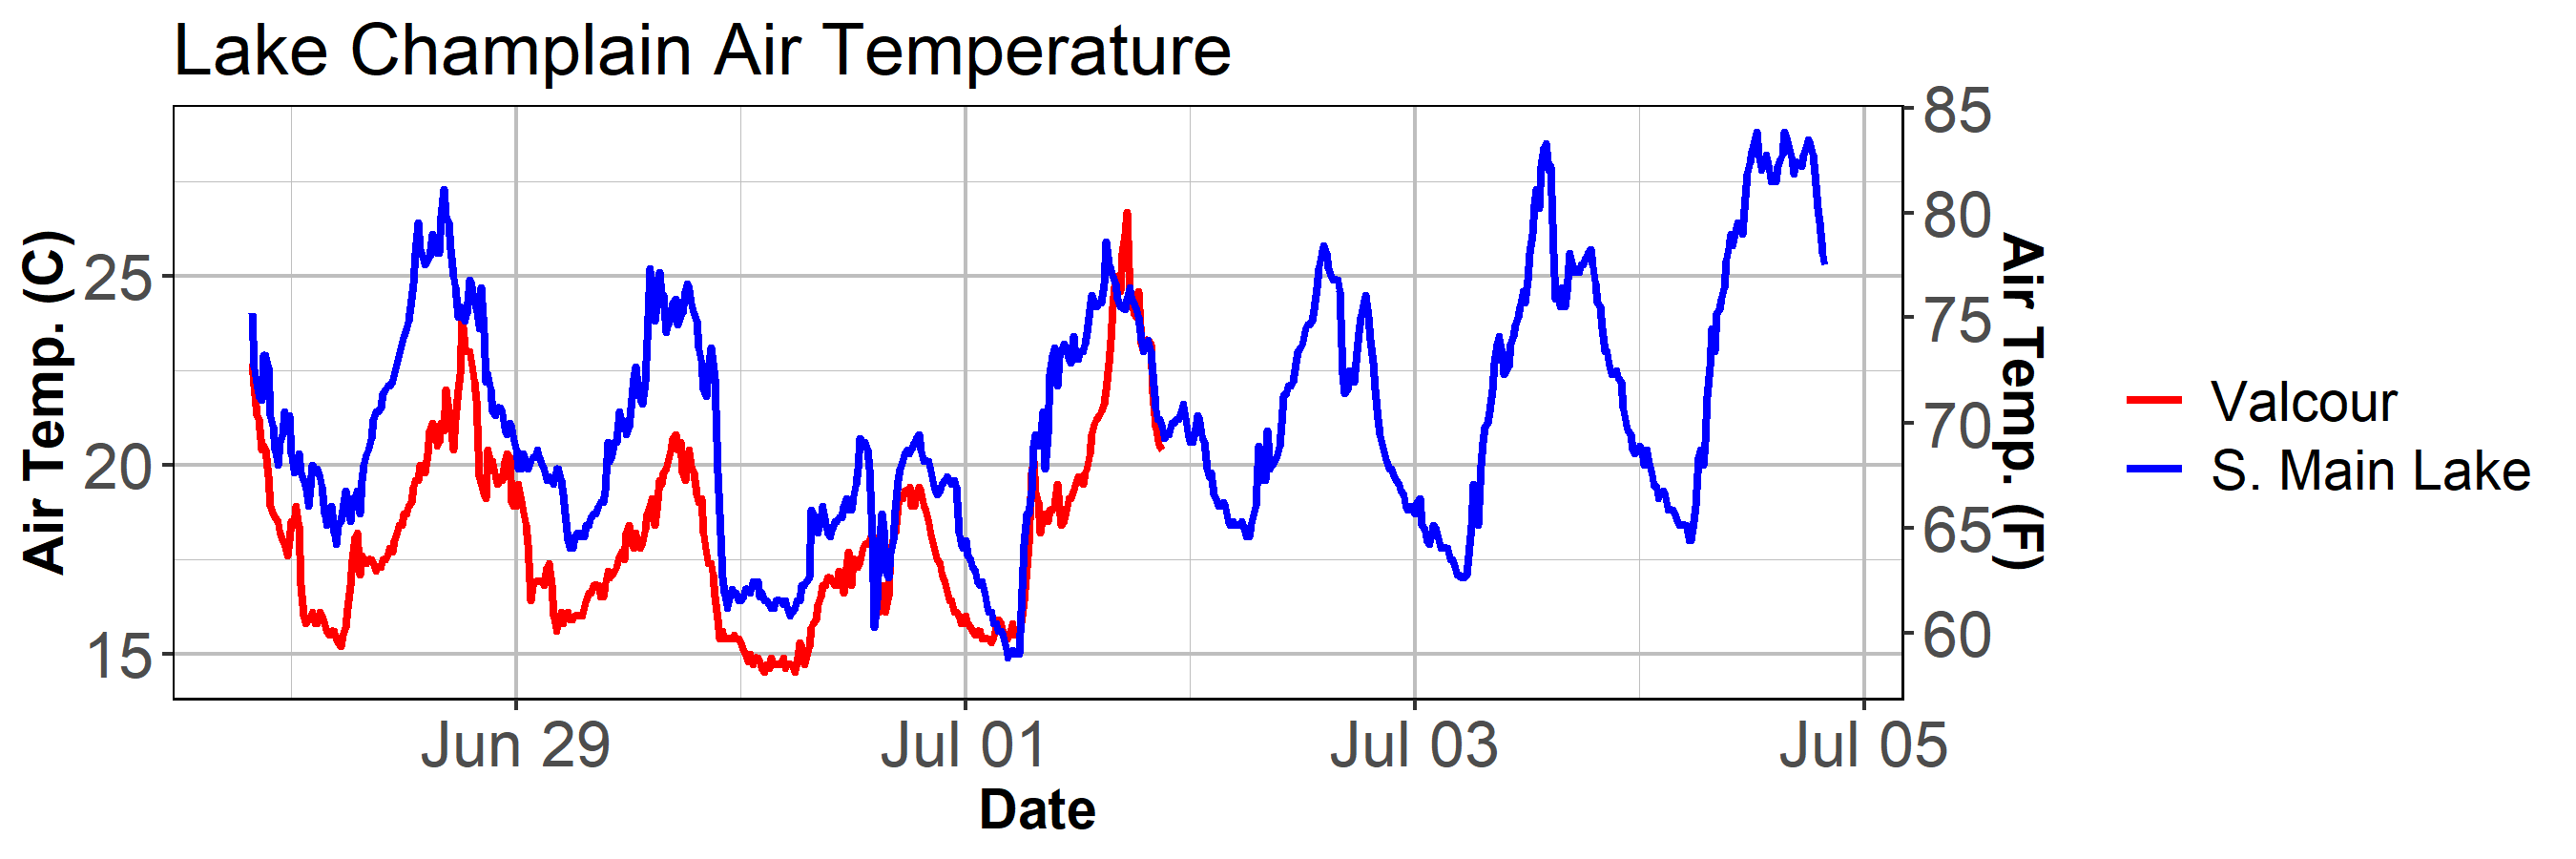 Lake Champlain Air Temperature
Air Temp. (C)
25
20
15
85
80
75
70
65
60
Air Temp. (F)
Jun 29
Jul 01
Jul 03
Jul 05
Date
Valcour
S. Main Lake